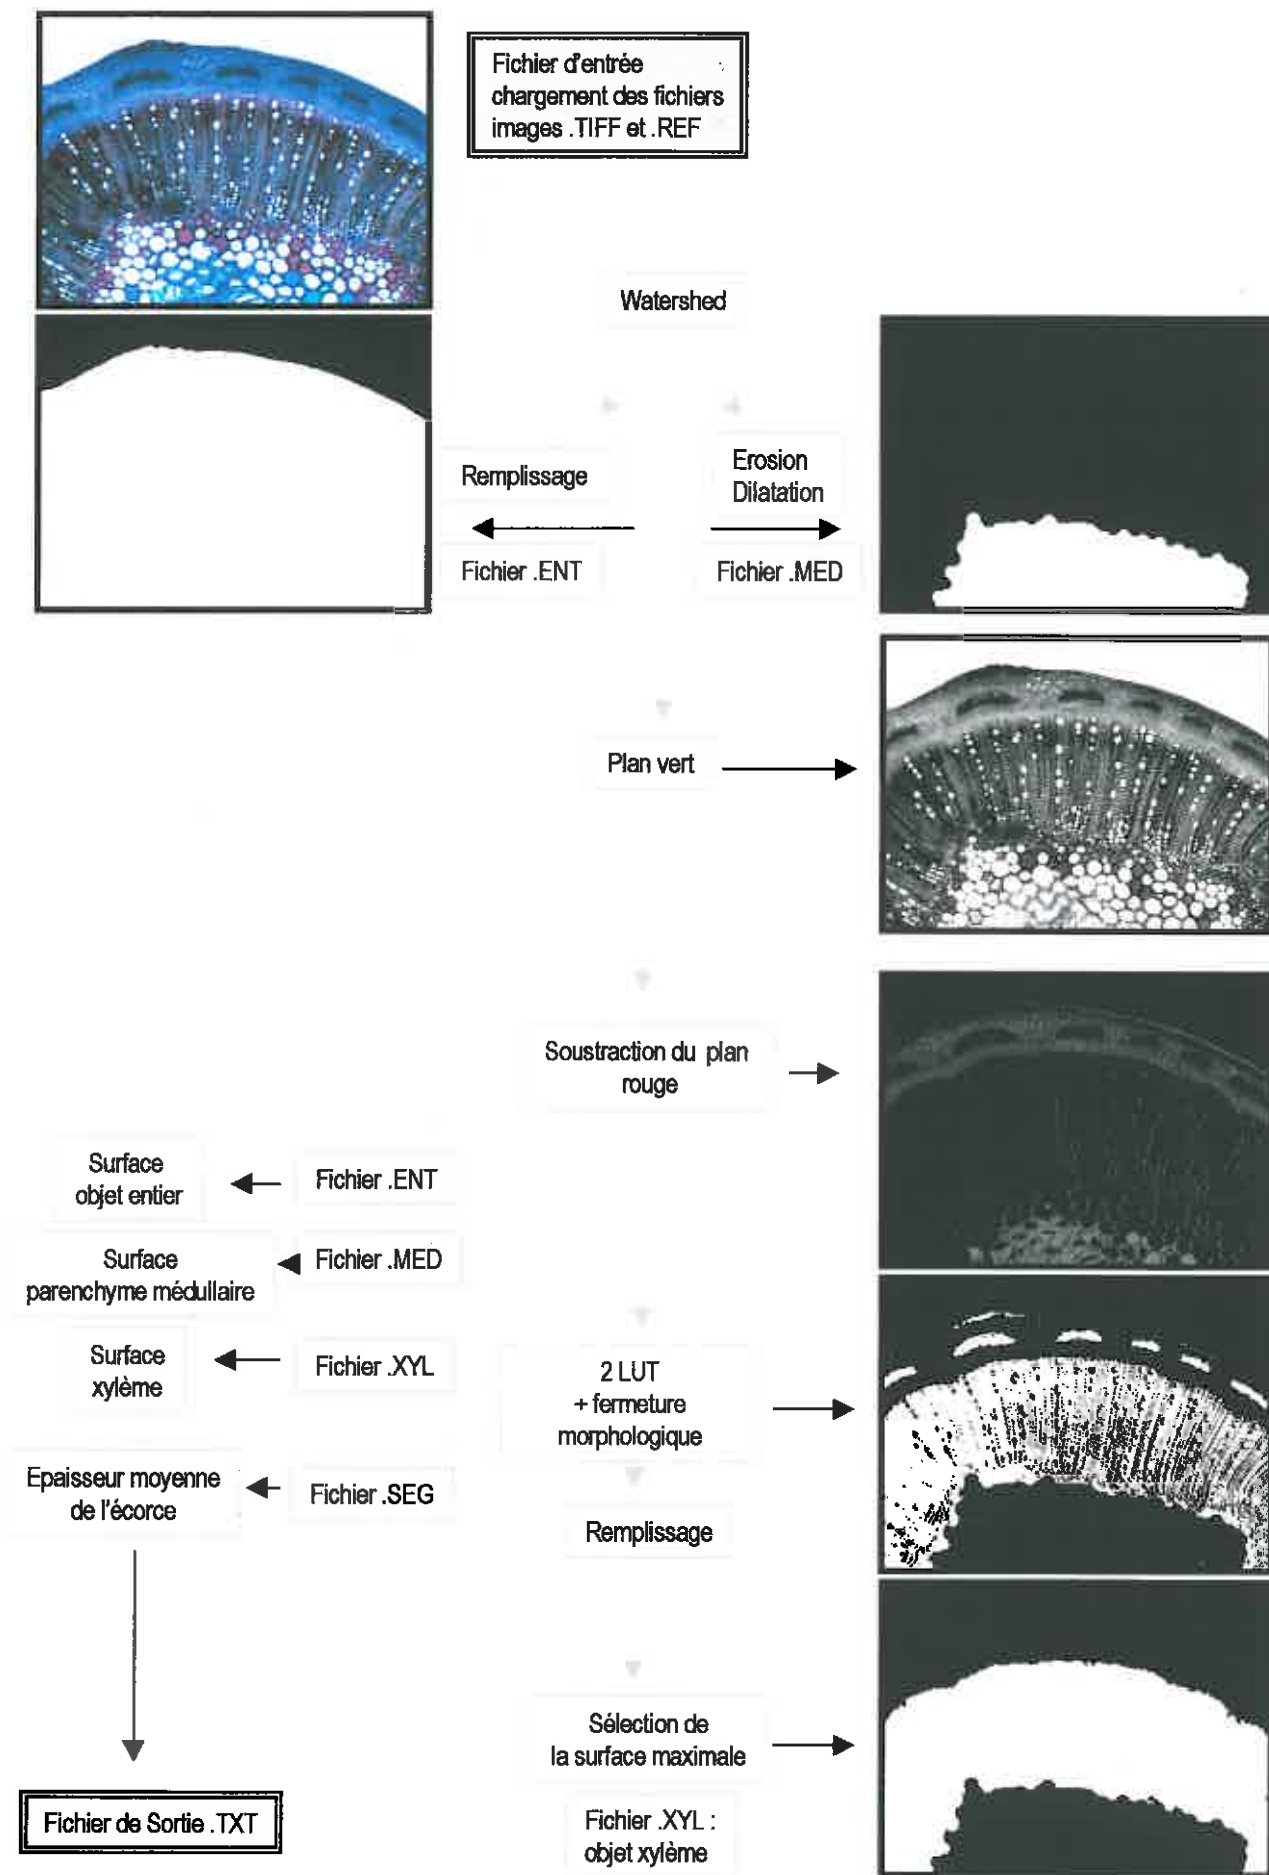 Fichier d'entrée
chargement des fichiers
images .TIFF et .REF
Watershed
Remplissage
Fichier .ENT
Erosion
Dilatation
Fichier .MED
Plan vert
Soustraction du plan
rouge
2 LUT
+ fermeture
morphologique
Remplissage
Sélection de
la surface maximale
Fichier .XYL :
objet xylème
Surface
objet entier
Fichier .ENT
Surface
parenchyme médullaire
Fichier .MED
Surface
xylème
Fichier .XYL
Epaisseur moyenne
de l'écorce
Fichier .SEG
Fichier de Sortie .TXT